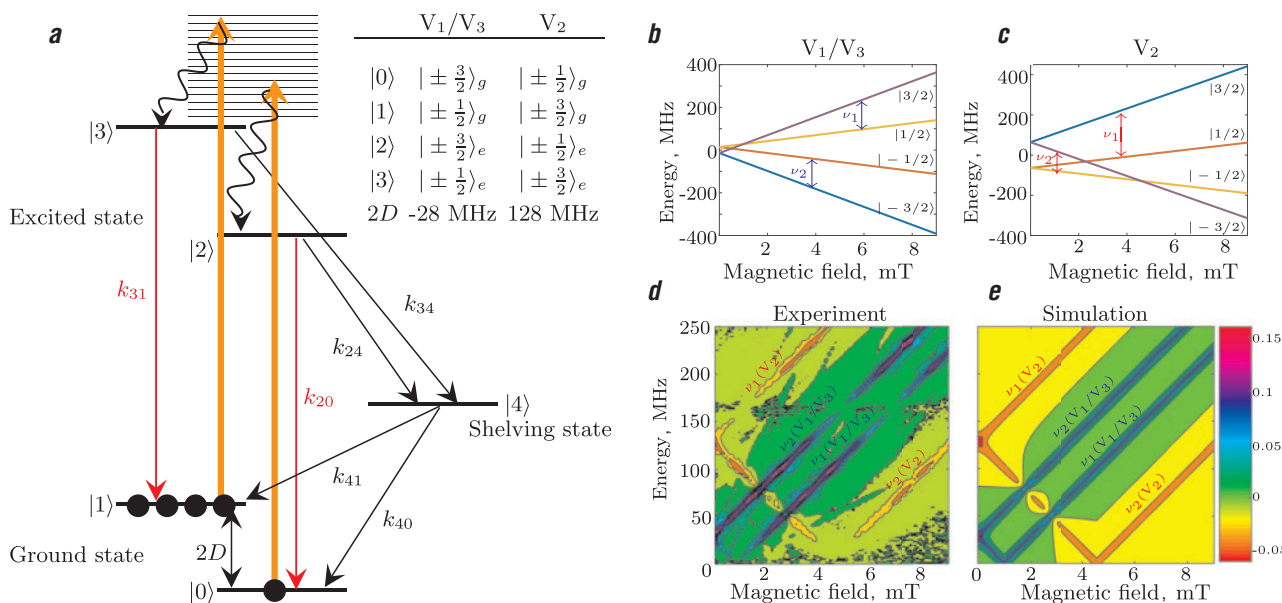 a
V₁/V₃ V₂
|0⟩ | ± 3/2⟩g | ± 1/2⟩g
|1⟩ | ± 1/2⟩g | ± 3/2⟩g
|2⟩ | ± 3/2⟩e | ± 1/2⟩e
|3⟩ | ± 1/2⟩e | ± 3/2⟩e
2D -28 MHz 128 MHz
|3⟩
Excited state
|2⟩
k₃₁
k₃₄
k₂₄
k₂₀
|4⟩
Shelving state
k₄₁
|1⟩
k₄₀
Ground state
2D
|0⟩
b
V₁/V₃
400
200
0
-200
-400
Energy, MHz
|3/2⟩
ν₁
|1/2⟩
| − 1/2⟩
ν₂
| − 3/2⟩
2 4 6 8
Magnetic field, mT
c
V₂
400
200
0
-200
-400
Energy, MHz
|3/2⟩
ν₁
|1/2⟩
ν₂
| − 1/2⟩
| − 3/2⟩
2 4 6 8
Magnetic field, mT
d
Experiment
250
200
150
100
50
0
Energy, MHz
ν₁(V₂)
ν₂(V₁/V₃)
ν₁(V₁/V₃)
ν₂(V₂)
2 4 6 8
Magnetic field, mT
e
Simulation
ν₁(V₂)
ν₂(V₁/V₃)
ν₁(V₁/V₃)
ν₂(V₂)
0 2 4 6 8
Magnetic field, mT
0.15
0.1
0.05
0
-0.05